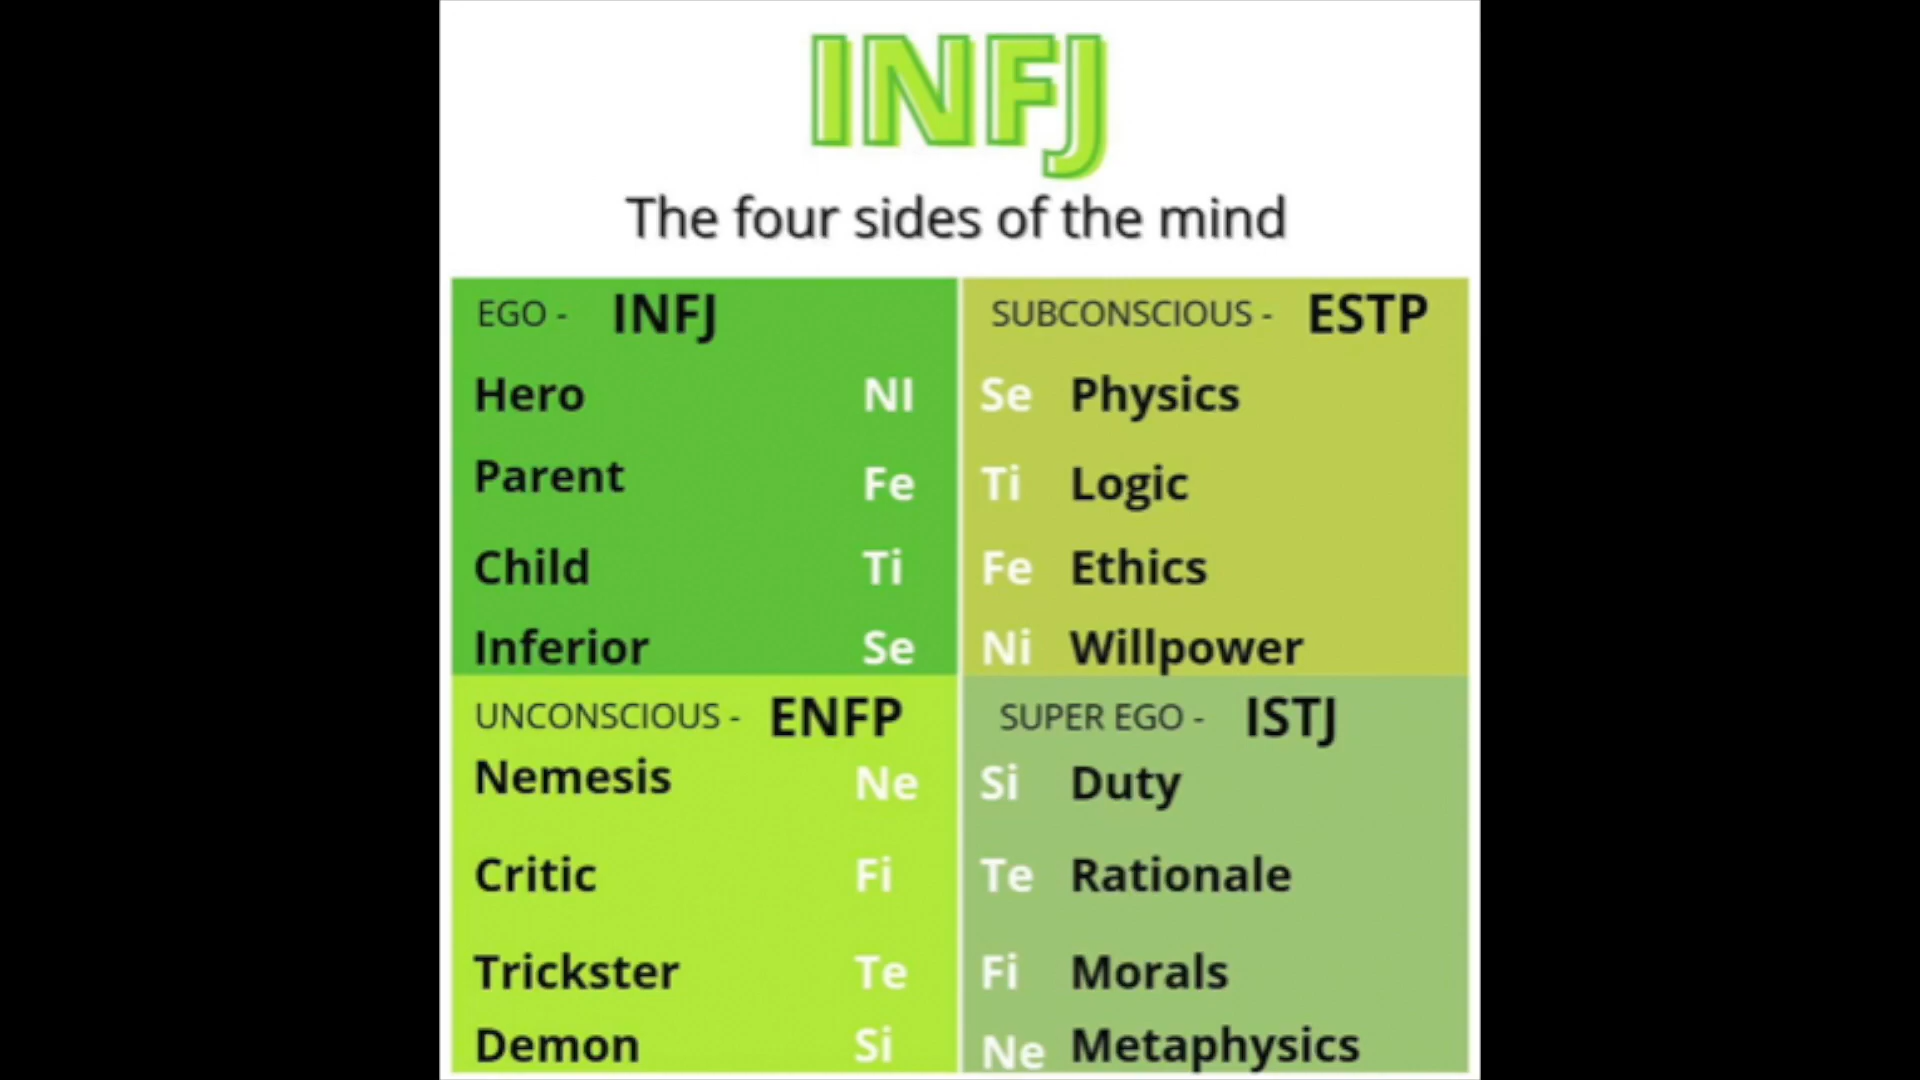 INFJ
The four sides of the mind
EGO - INFJ
Hero NI
Parent Fe
Child Ti
Inferior Se
SUBCONSCIOUS - ESTP
Se Physics
Ti Logic
Fe Ethics
Ni Willpower
UNCONSCIOUS - ENFP
Nemesis Ne
Critic Fi
Trickster Te
Demon Si
SUPER EGO - ISTJ
Si Duty
Te Rationale
Fi Morals
Ne Metaphysics